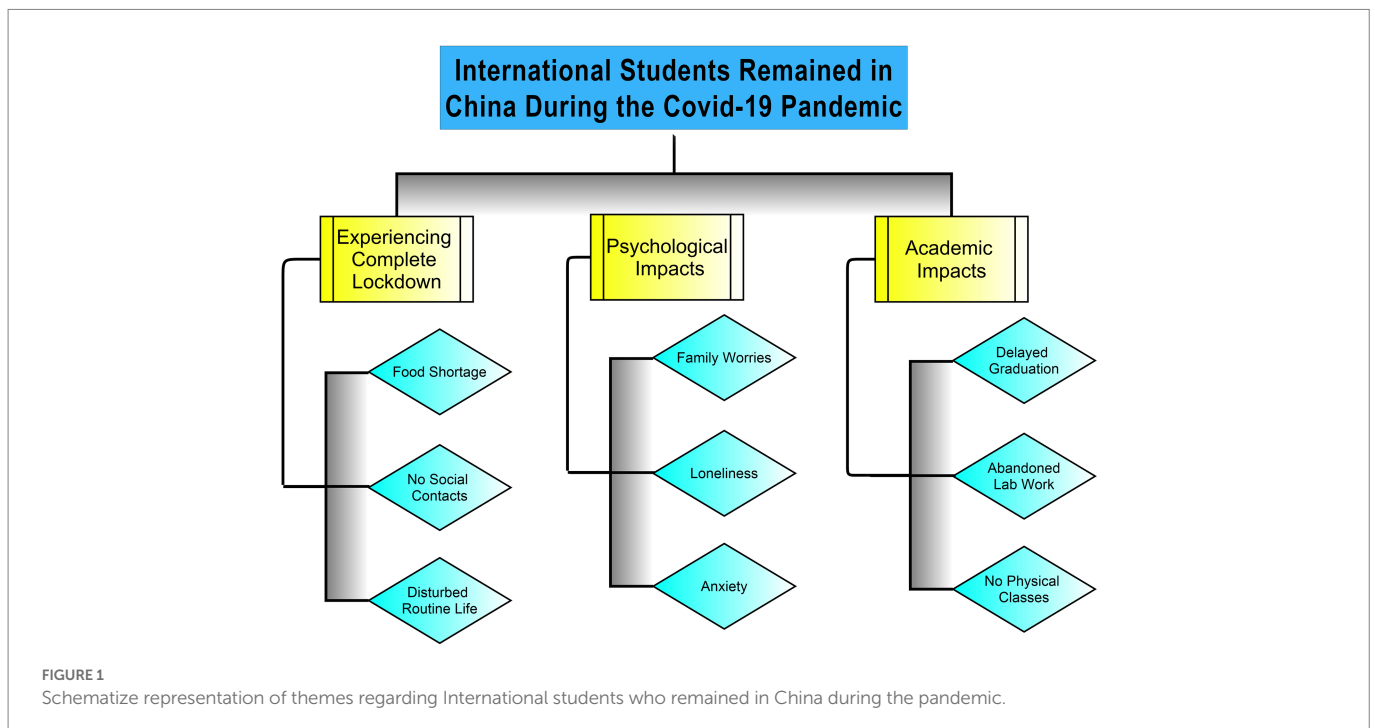 International Students Remained in
China During the Covid-19 Pandemic
Experiencing
Complete
Lockdown
Food Shortage
No Social
Contacts
Disturbed
Routine Life
Psychological
Impacts
Family Worries
Loneliness
Anxiety
Academic
Impacts
Delayed
Graduation
Abandoned
Lab Work
No Physical
Classes
FIGURE 1
Schematize representation of themes regarding International students who remained in China during the pandemic.